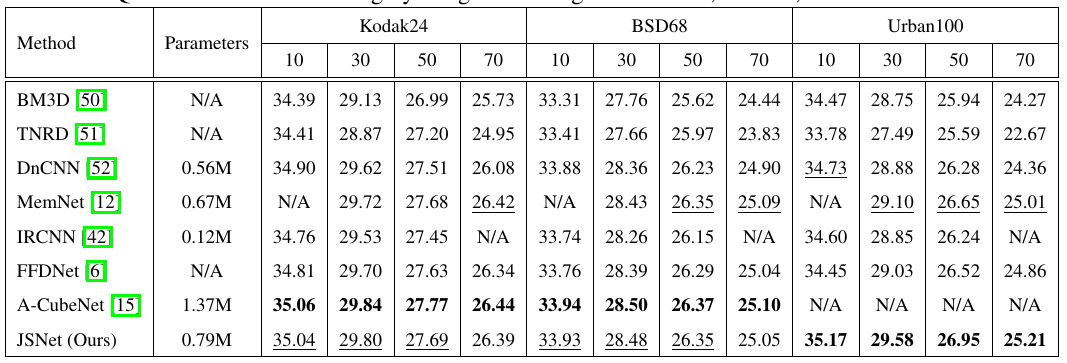 Method Parameters Kodak24 BSD68 Urban100
10 30 50 70 10 30 50 70 10 30 50 70
BM3D [50] N/A 34.39 29.13 26.99 25.73 33.31 27.76 25.62 24.44 34.47 28.75 25.94 24.27
TNRD [51] N/A 34.41 28.87 27.20 24.95 33.41 27.66 25.97 23.83 33.78 27.49 25.59 22.67
DnCNN [52] 0.56M 34.90 29.62 27.51 26.08 33.88 28.36 26.23 24.90 34.73 28.88 26.28 24.36
MemNet [12] 0.67M N/A 29.72 27.68 26.42 N/A 28.43 26.35 25.09 N/A 29.10 26.65 25.01
IRCNN [42] 0.12M 34.76 29.53 27.45 N/A 33.74 28.26 26.15 N/A 34.60 28.85 26.24 N/A
FFDNet [6] N/A 34.81 29.70 27.63 26.34 33.76 28.39 26.29 25.04 34.45 29.03 26.52 24.86
A-CubeNet [15] 1.37M 35.06 29.84 27.77 26.44 33.94 28.50 26.37 25.10 N/A N/A N/A N/A
JSNet (Ours) 0.79M 35.04 29.80 27.69 26.39 33.93 28.48 26.35 25.05 35.17 29.58 26.95 25.21